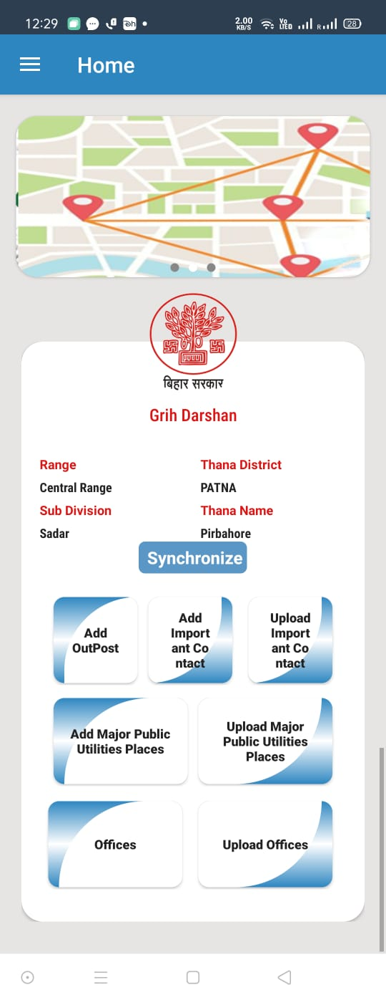 12:29
2.00 KB/S Vo LTED R 28
Home
बिहार सरकार
Grih Darshan
Range Thana District
Central Range PATNA
Sub Division Thana Name
Sadar Pirbahore
Synchronize
Add
OutPost
Add
Import
ant Co
ntact
Upload
Import
ant Co
ntact
Add Major Public
Utilities Places
Upload Major
Public Utilities
Places
Offices
Upload Offices